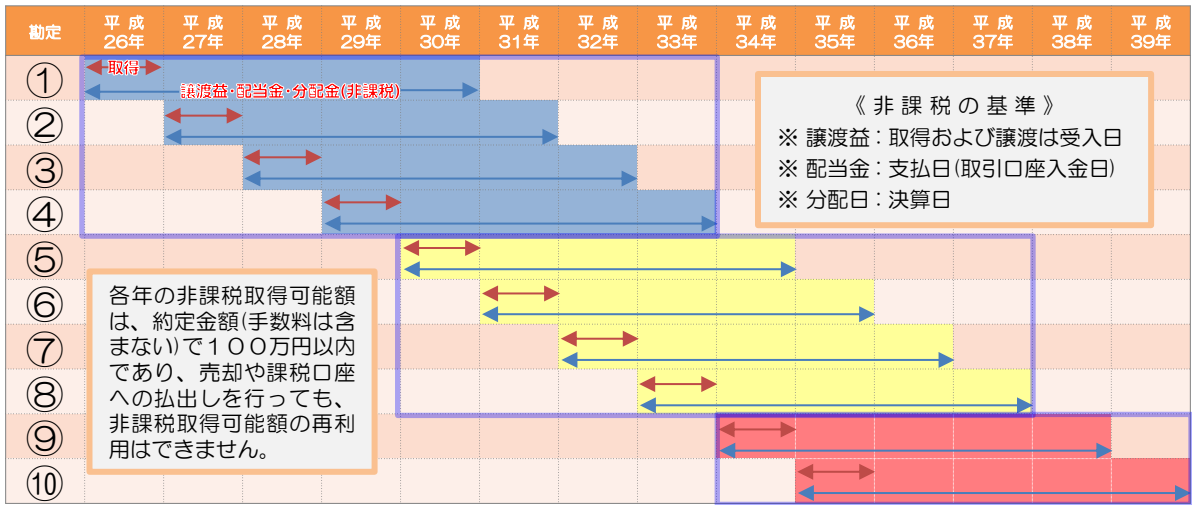 勘定
平 成
26年
平 成
27年
平 成
28年
平 成
29年
平 成
30年
平 成
31年
平 成
32年
平 成
33年
平 成
34年
平 成
35年
平 成
36年
平 成
37年
平 成
38年
平 成
39年
①
取得
譲渡益・配当金・分配金(非課税)
②
③
④
⑤
⑥
⑦
⑧
⑨
⑩
《 非 課 税 の 基 準 》
※ 譲渡益：取得および譲渡は受入日
※ 配当金：支払日(取引口座入金日)
※ 分配日：決算日
各年の非課税取得可能額
は、約定金額(手数料は含
まない)で１００万円以内
であり、売却や課税口座
への払出しを行っても、
非課税取得可能額の再利
用はできません。